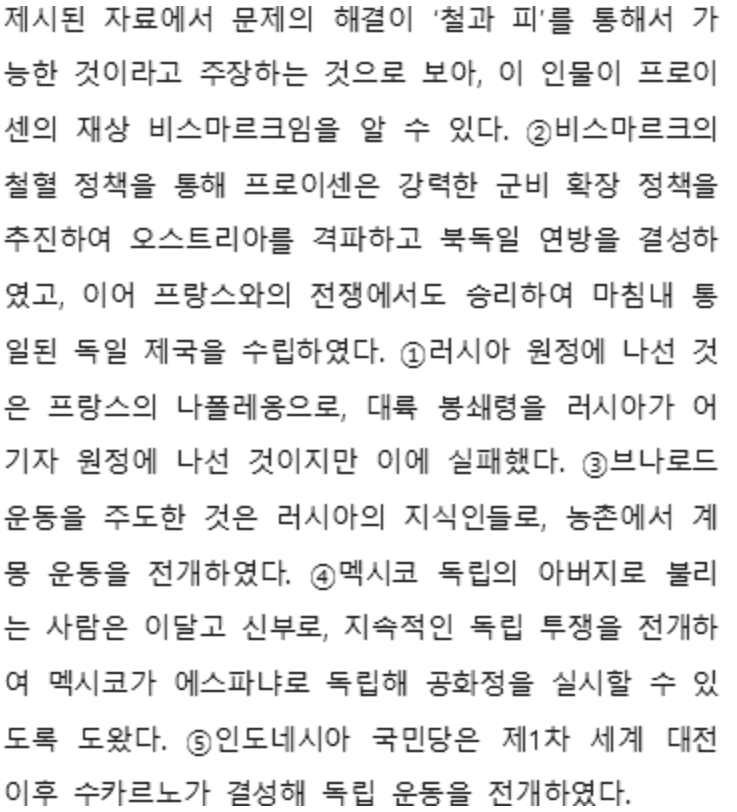 제시된 자료에서 문제의 해결이 ‘철과 피’를 통해서 가
능한 것이라고 주장하는 것으로 보아, 이 인물이 프로이
센의 재상 비스마르크임을 알 수 있다. ②비스마르크의
철혈 정책을 통해 프로이센은 강력한 군비 확장 정책을
추진하여 오스트리아를 격파하고 북독일 연방을 결성하
였고, 이어 프랑스와의 전쟁에서도 승리하여 마침내 통
일된 독일 제국을 수립하였다. ①러시아 원정에 나선 것
은 프랑스의 나폴레옹으로, 대륙 봉쇄령을 러시아가 어
기자 원정에 나선 것이지만 이에 실패했다. ③브나로드
운동을 주도한 것은 러시아의 지식인들로, 농촌에서 계
몽 운동을 전개하였다. ④멕시코 독립의 아버지로 불리
는 사람은 이달고 신부로, 지속적인 독립 투쟁을 전개하
여 멕시코가 에스파냐로 독립해 공화정을 실시할 수 있
도록 도왔다. ⑤인도네시아 국민당은 제1차 세계 대전
이후 수카르노가 결성해 독립 운동을 전개하였다.